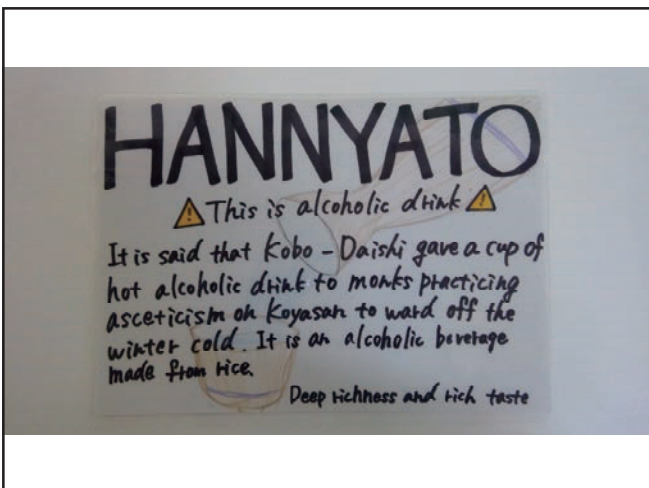 HANNYATO
⚠This is alcoholic drink⚠
It is said that Kobo-Daishi gave a cup of
hot alcoholic drink to monks practicing
asceticism on Koyasan to ward off the
winter cold. It is an alcoholic beverage
made from rice.
Deep richness and rich taste